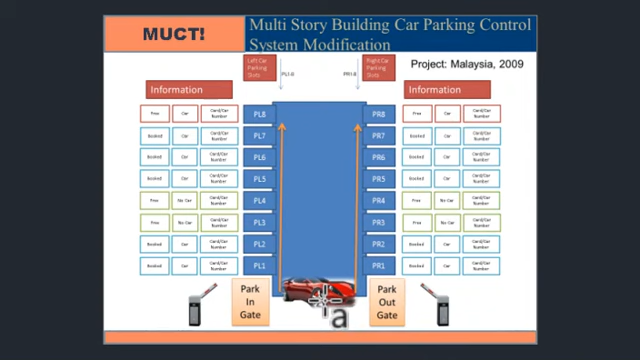 MUCT!
Multi Story Building Car Parking Control
System Modification
Project: Malaysia, 2009
Left Car
Parking
Slots
PL1-8
PR1-8
Right Car
Parking
Slots
Information
Information
Free Car Card/Car Number PL8 PR8 Free Car Card/Car Number
Booked Car Card/Car Number PL7 PR7 Booked Car Card/Car Number
Booked Car Card/Car Number PL6 PR6 Booked Car Card/Car Number
Booked Car Card/Car Number PL5 PR5 Booked Car Card/Car Number
Free No Car Card/Car Number PL4 PR4 Free No Car Card/Car Number
Free No Car Card/Car Number PL3 PR3 Free No Car Card/Car Number
Booked Car Card/Car Number PL2 PR2 Booked Car Card/Car Number
Booked Car Card/Car Number PL1 PR1 Booked Car Card/Car Number
Park
In
Gate
a
Park
Out
Gate